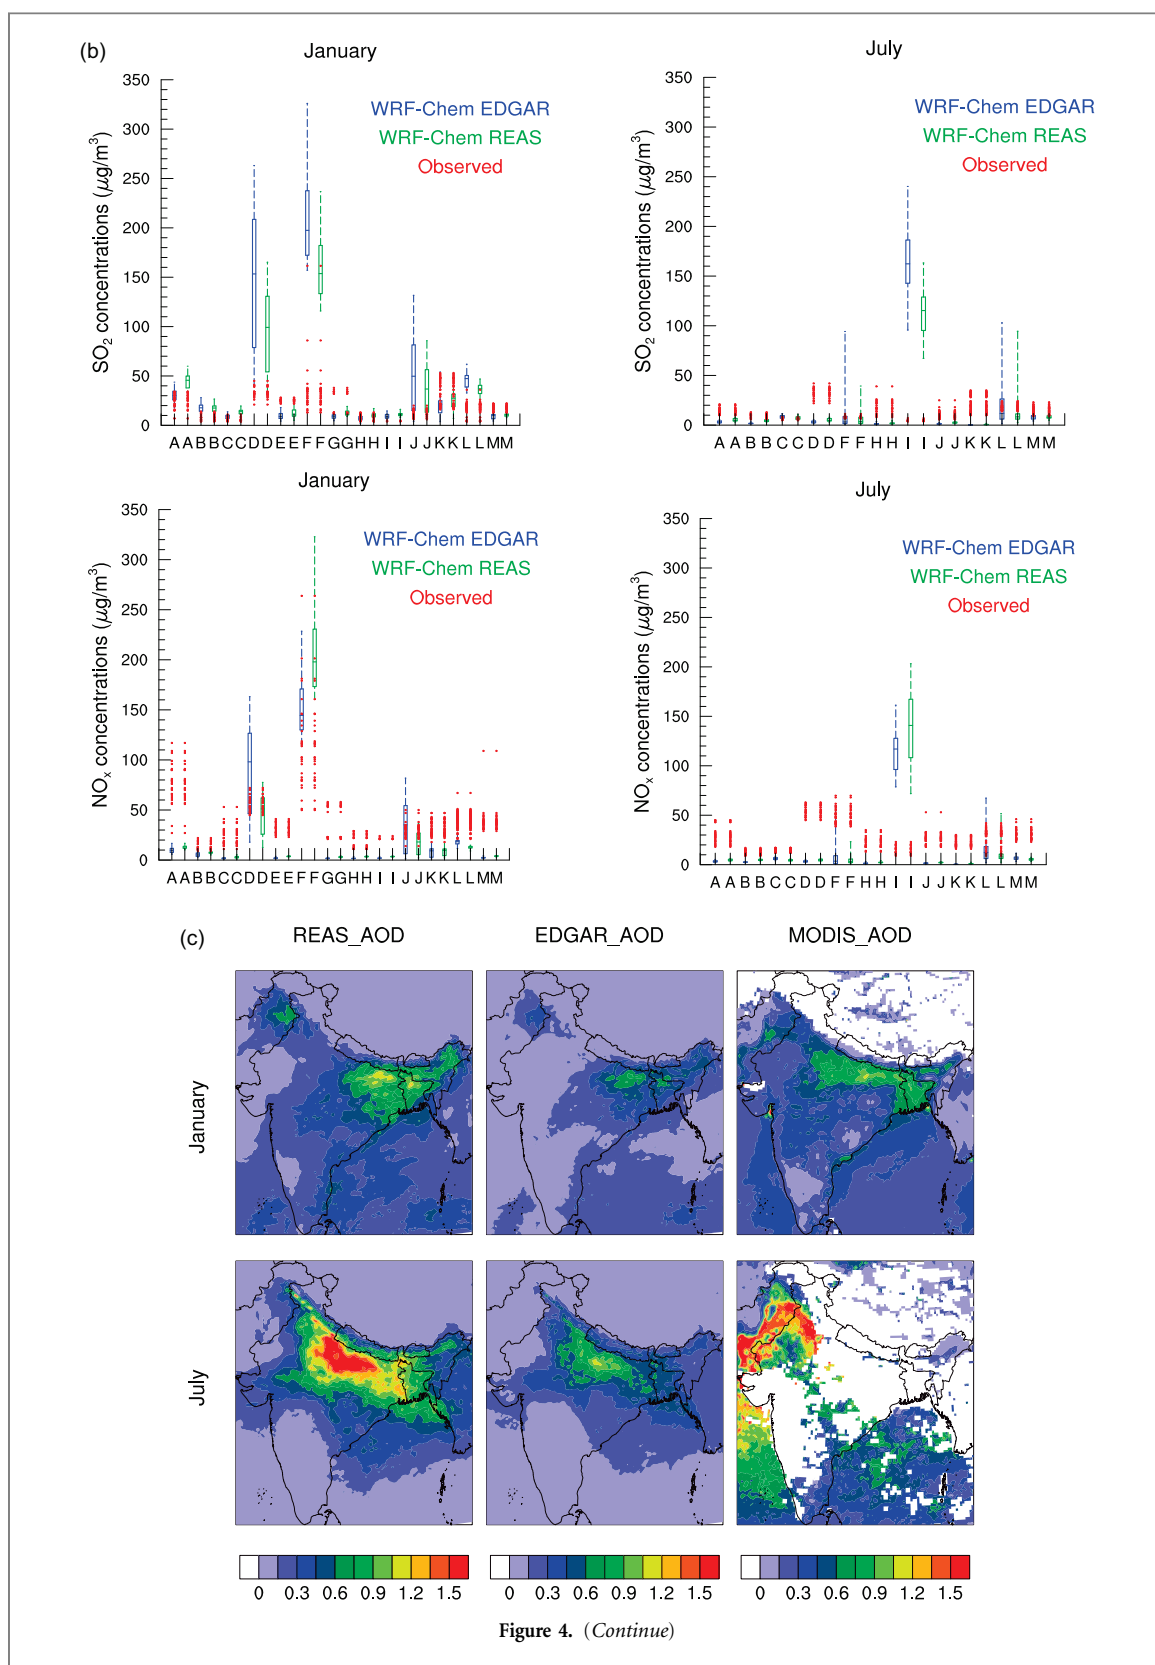 (b)
January
350
300
250
200
150
100
50
0
SO2 concentrations (μg/m3)
WRF-Chem EDGAR
WRF-Chem REAS
Observed
A A B B C C D D E E F F G G H H I I J J K K L L M M
July
350
300
250
200
150
100
50
0
SO2 concentrations (μg/m3)
WRF-Chem EDGAR
WRF-Chem REAS
Observed
A A B B C C D D F F H H I I J J K K L L M M
January
350
300
250
200
150
100
50
0
NOx concentrations (μg/m3)
WRF-Chem EDGAR
WRF-Chem REAS
Observed
A A B B C C D D E E F F G G H H I I J J K K L L M M
July
350
300
250
200
150
100
50
0
NOx concentrations (μg/m3)
WRF-Chem EDGAR
WRF-Chem REAS
Observed
A A B B C C D D F F H H I I J J K K L L M M
(c)
REAS_AOD EDGAR_AOD MODIS_AOD
January
July
0 0.3 0.6 0.9 1.2 1.5
0 0.3 0.6 0.9 1.2 1.5
0 0.3 0.6 0.9 1.2 1.5
Figure 4. (Continue)